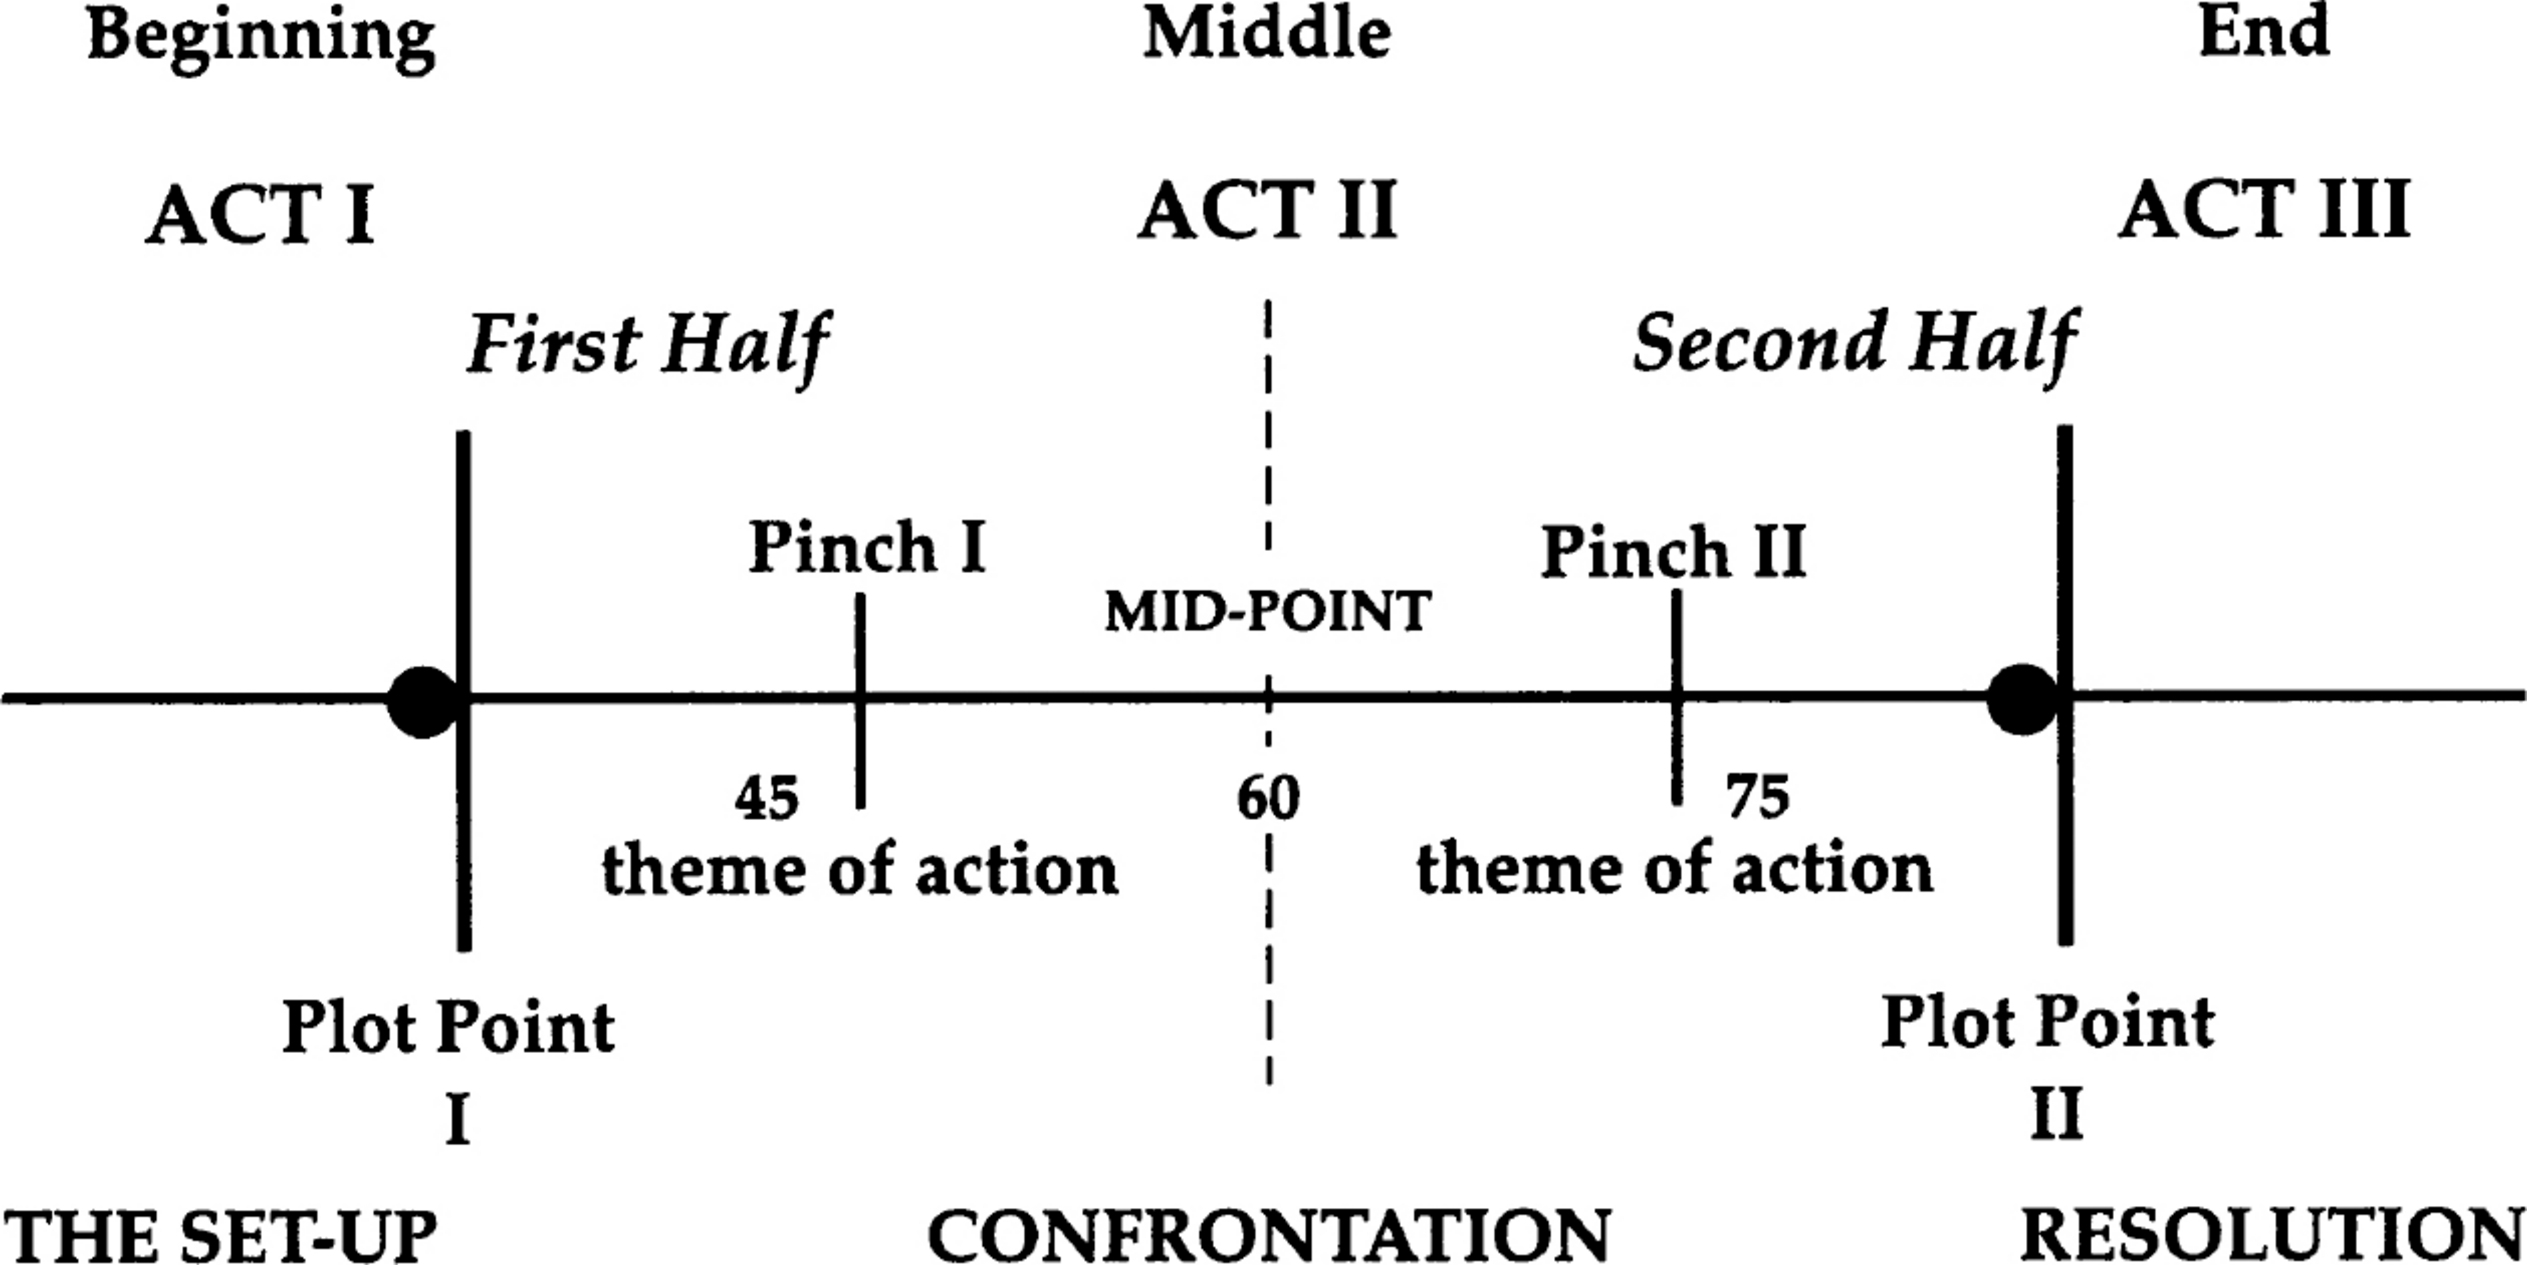 Beginning Middle End
ACT I ACT II ACT III
First Half Second Half
Pinch I Pinch II
MID-POINT
45 60 75
theme of action theme of action
Plot Point Plot Point
I II
THE SET-UP CONFRONTATION RESOLUTION